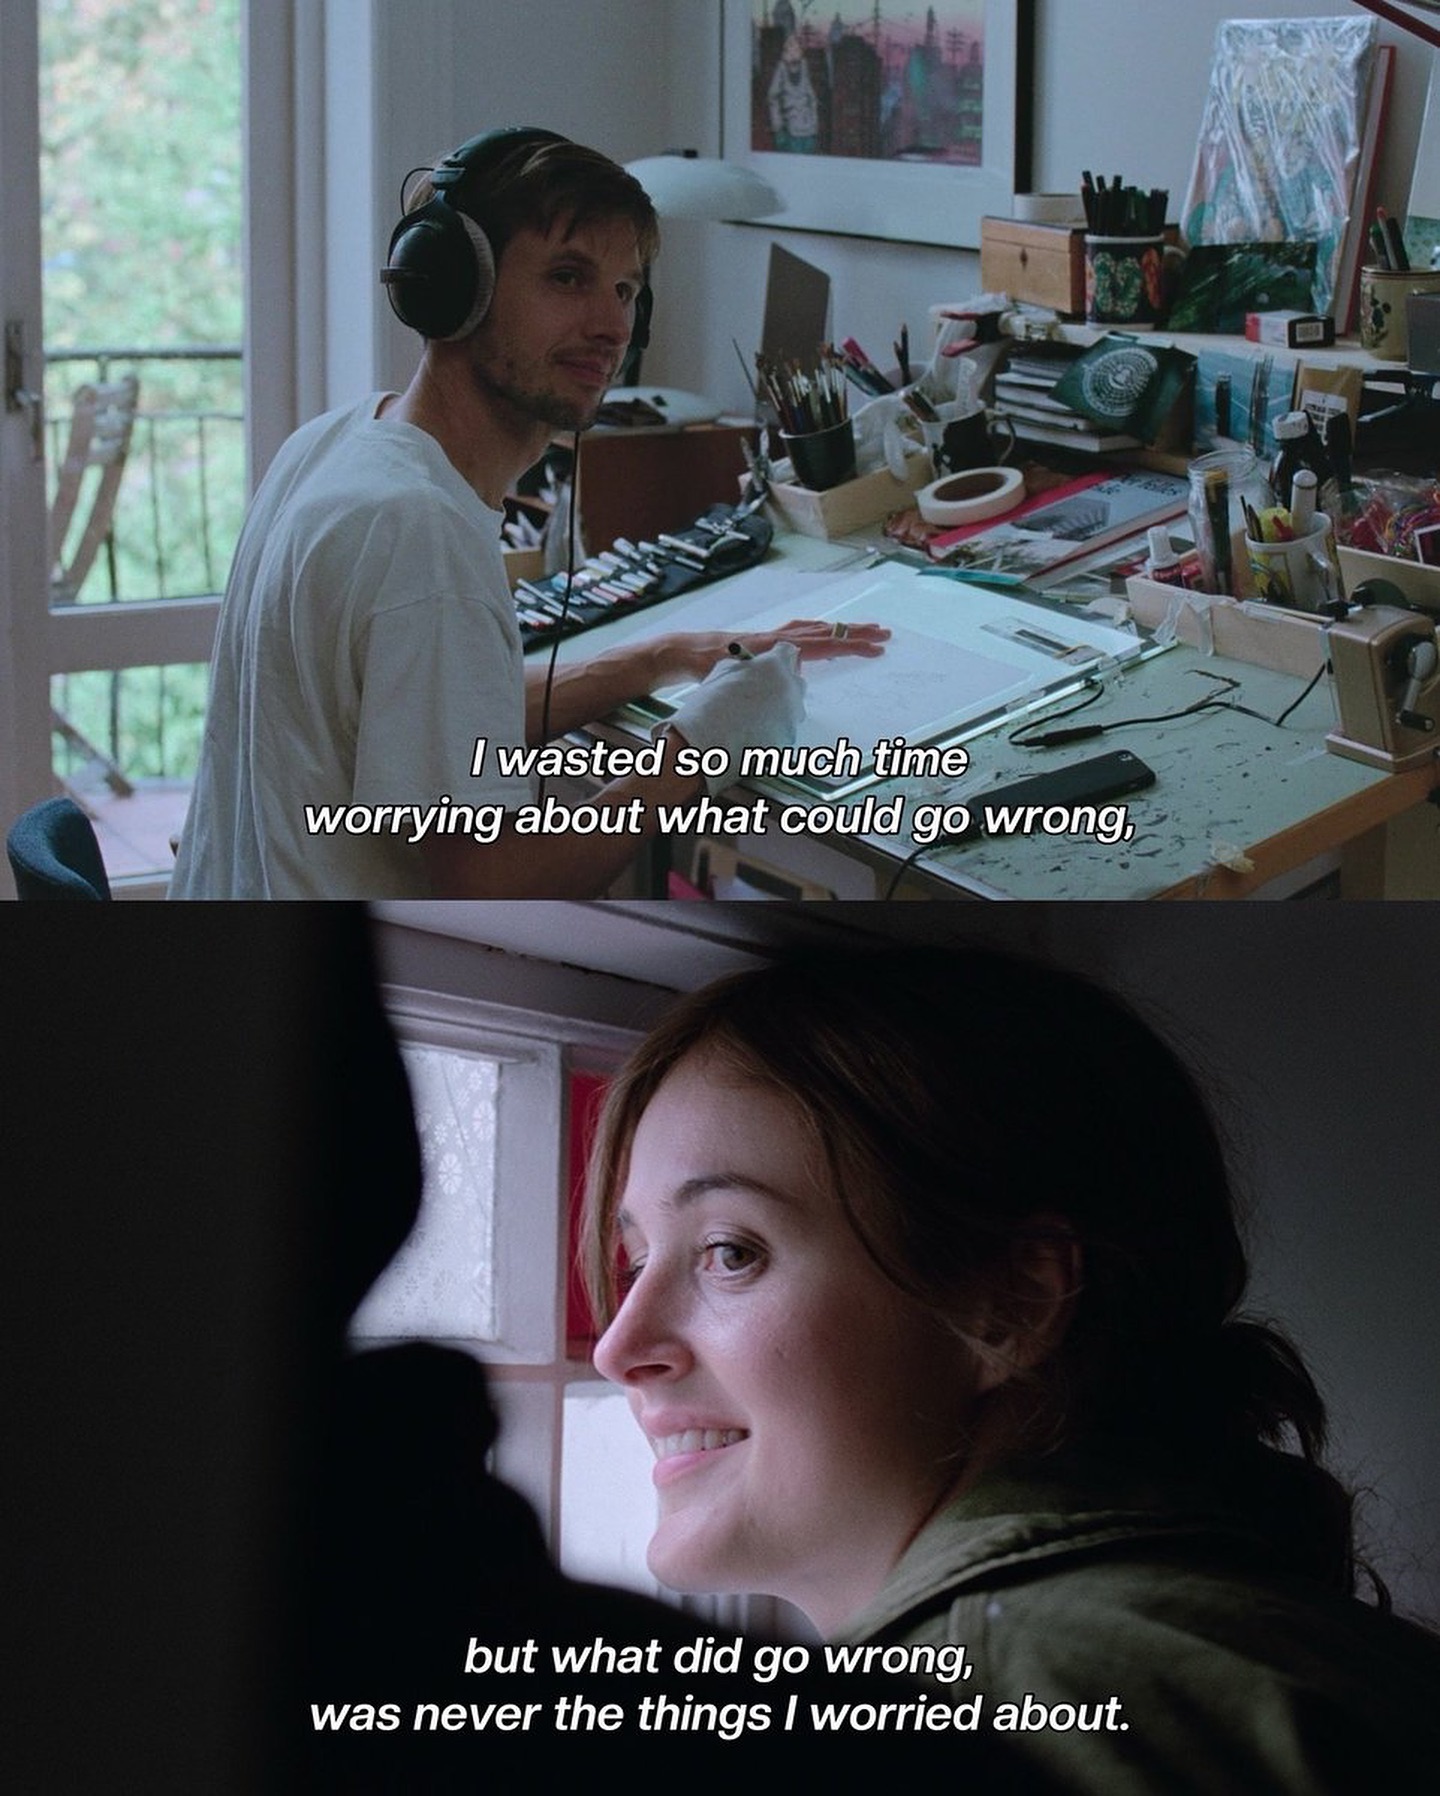 I wasted so much time
worrying about what could go wrong,
but what did go wrong,
was never the things I worried about.